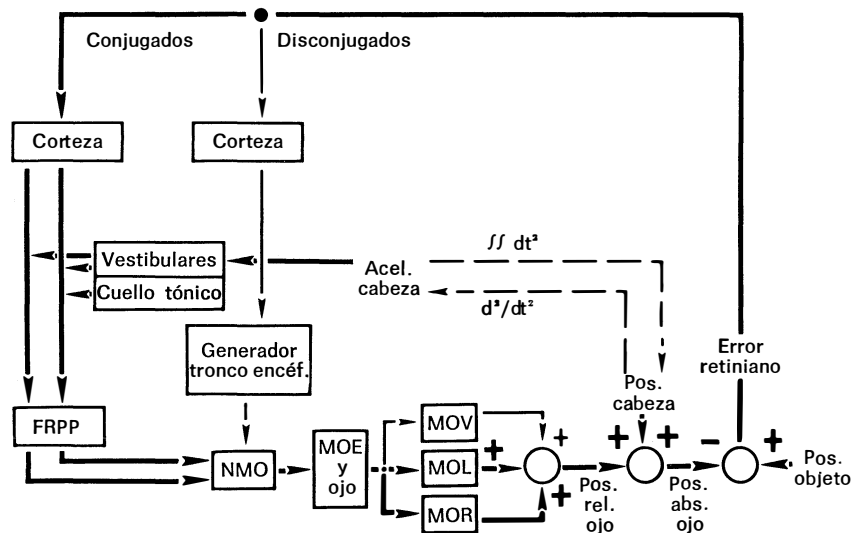 Conjugados
Disconjugados
Corteza
Corteza
Vestibulares
Cuello tónico
Acel.
cabeza
∫∫ dt²
d²/dt²
Generador
tronco encéf.
Error
retiniano
Pos.
cabeza
FRPP
NMO
MOE
y
ojo
MOV
MOL
MOR
+
+
+
Pos.
rel.
ojo
+
+
Pos.
abs.
ojo
−
+
Pos.
objeto